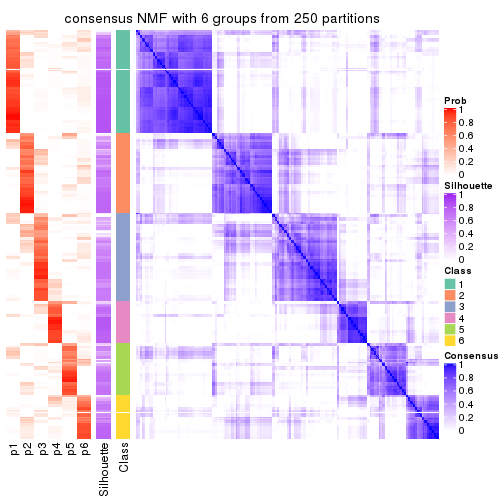 consensus NMF with 6 groups from 250 partitions
Prob
1
0.8
0.6
0.4
0.2
0
Silhouette
1
0.8
0.6
0.4
0.2
0
Class
1
2
3
4
5
6
Consensus
1
0.8
0.6
0.4
0.2
0
p1
p2
p3
p4
p5
p6
Silhouette
Class